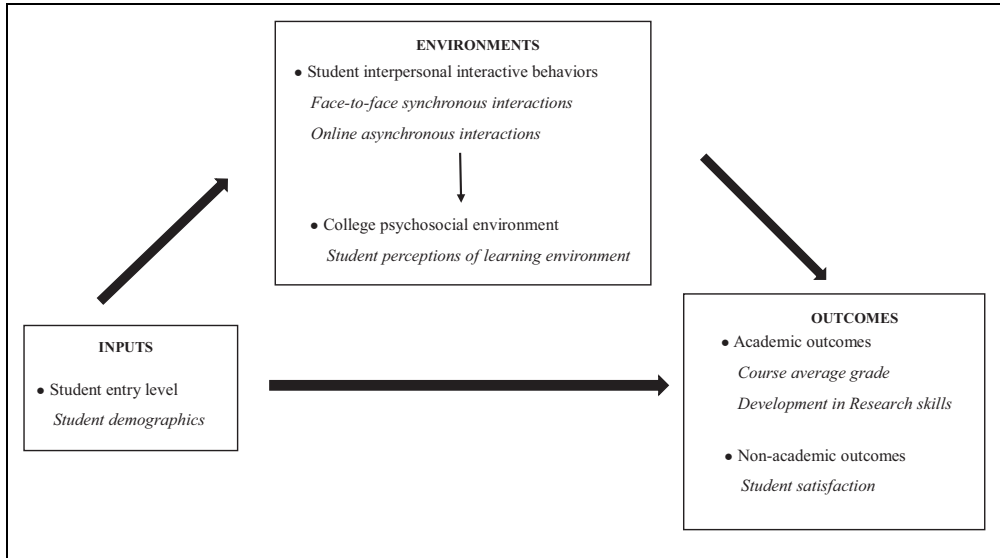 ENVIRONMENTS
● Student interpersonal interactive behaviors
Face-to-face synchronous interactions
Online asynchronous interactions
● College psychosocial environment
Student perceptions of learning environment
INPUTS
● Student entry level
Student demographics
OUTCOMES
● Academic outcomes
Course average grade
Development in Research skills
● Non-academic outcomes
Student satisfaction